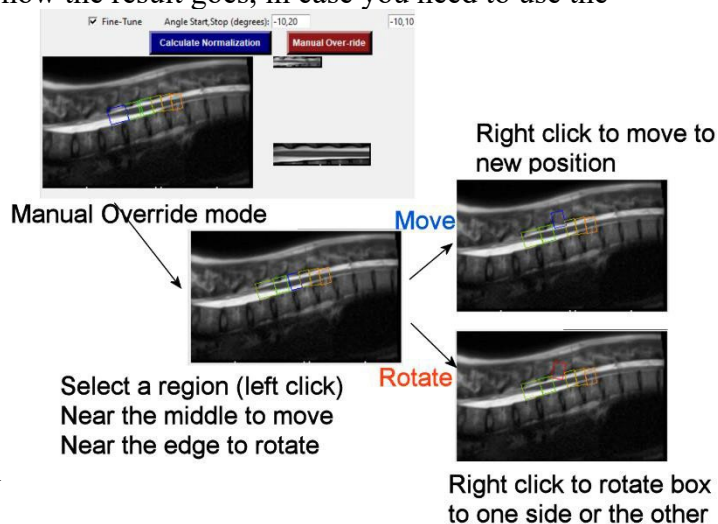 how the result goes, in case you need to use the
Fine-Tune Angle Start,Stop (degrees): -10,20 -10,10
Calculate Normalization Manual Over-ride
Right click to move to
new position
Manual Override mode
Move
Select a region (left click)
Near the middle to move
Near the edge to rotate
Rotate
Right click to rotate box
to one side or the other